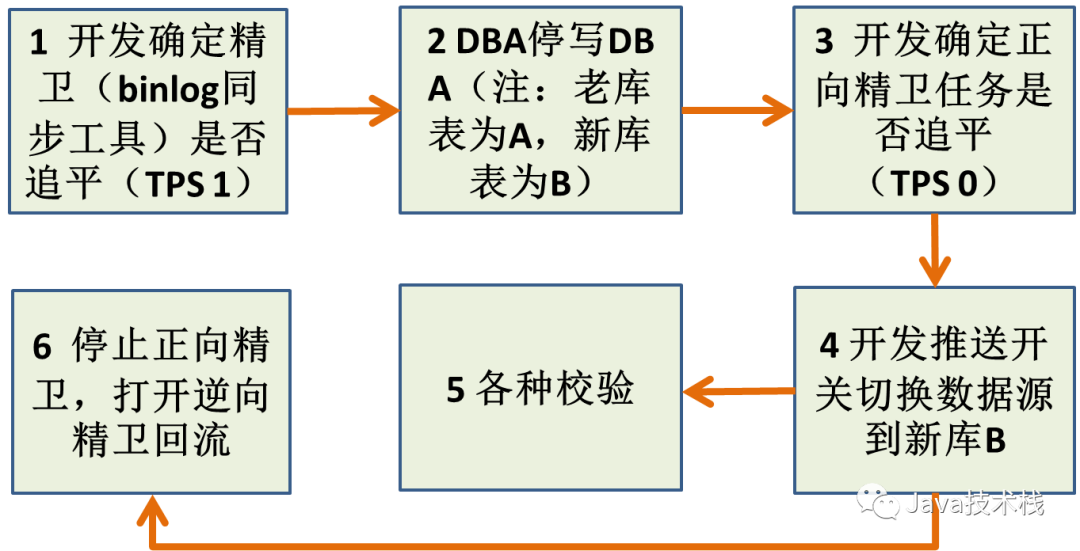 1 开发确定精
卫（binlog同
步工具）是否
追平（TPS 1）
2 DBA停写DB
A（注：老库
表为A，新库
表为B）
3 开发确定正
向精卫任务是
否追平
（TPS 0）
6 停止正向精
卫，打开逆向
精卫回流
5 各种校验
4 开发推送开
关切换数据源
到新库B
Java技术栈